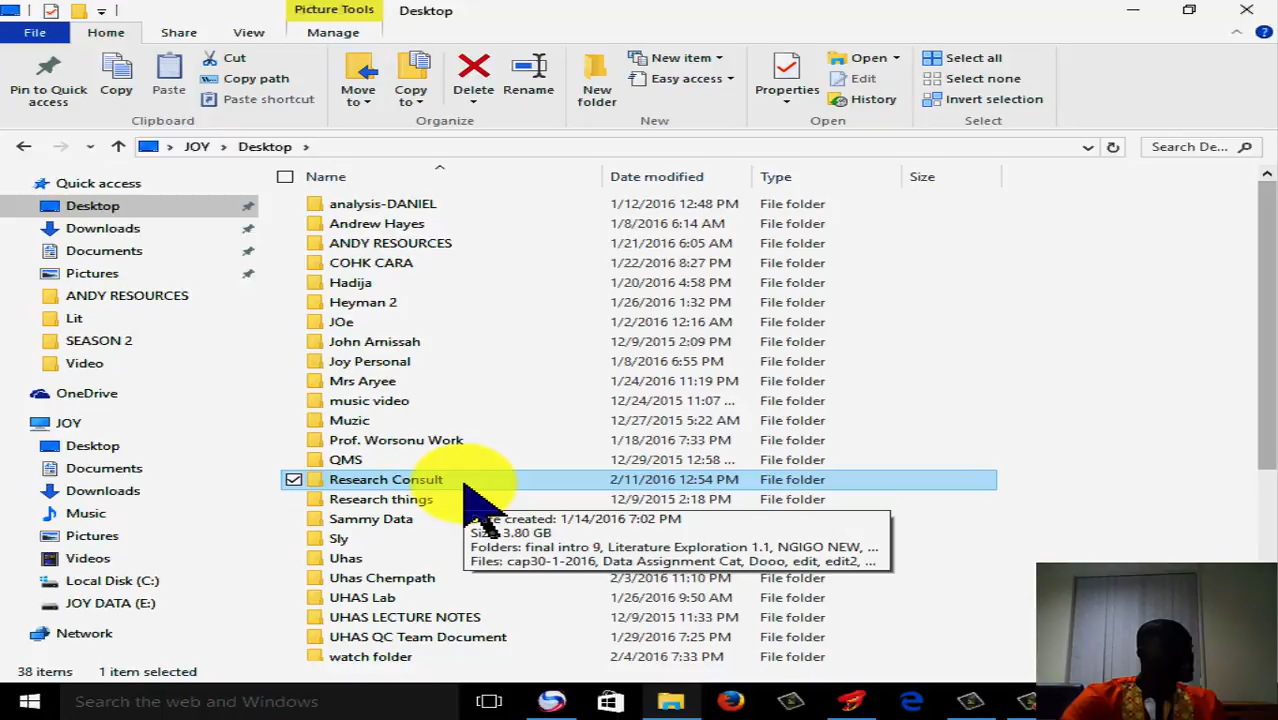 Picture Tools Desktop
File Home Share View Manage
Pin to Quick access
Copy
Paste
Cut
Copy path
Paste shortcut
Move to
Copy to
Delete
Rename
New folder
New item
Easy access
Properties
Open
Edit
History
Select all
Select none
Invert selection
Clipboard Organize New Open Select
JOY Desktop Search De...
Name Date modified Type Size
Quick access
Desktop
Downloads
Documents
Pictures
ANDY RESOURCES
Lit
SEASON 2
Video
OneDrive
JOY
Desktop
Documents
Downloads
Music
Pictures
Videos
Local Disk (C:)
JOY DATA (E:)
Network
analysis-DANIEL 1/12/2016 12:48 PM File folder
Andrew Hayes 1/8/2016 6:14 AM File folder
ANDY RESOURCES 1/21/2016 6:05 AM File folder
COHK CARA 1/22/2016 8:27 PM File folder
Hadija 1/20/2016 4:58 PM File folder
Heyman 2 1/26/2016 1:32 PM File folder
JOe 1/2/2016 12:16 AM File folder
John Amissah 12/9/2015 2:09 PM File folder
Joy Personal 1/8/2016 6:55 PM File folder
Mrs Aryee 1/24/2016 11:19 PM File folder
music video 12/24/2015 11:07 ... File folder
Muzic 12/27/2015 5:22 AM File folder
Prof. Worsonu Work 1/18/2016 7:33 PM File folder
QMS 12/29/2015 12:58 ... File folder
Research Consult 2/11/2016 12:54 PM File folder
Research things 12/9/2015 2:18 PM File folder
Sammy Data
Sly
Uhas
Uhas Chempath 2/3/2016 11:10 PM File folder
UHAS Lab 1/26/2016 9:50 AM File folder
UHAS LECTURE NOTES 12/9/2015 11:33 PM File folder
UHAS QC Team Document 1/29/2016 7:25 PM File folder
watch folder 2/4/2016 7:33 PM File folder
created: 1/14/2016 7:02 PM
3.80 GB
Folders: final intro 9, Literature Exploration 1.1, NGIGO NEW, ...
Files: cap30-1-2016, Data Assignment Cat, Dooo, edit, edit2, ...
38 items 1 item selected
Search the web and Windows